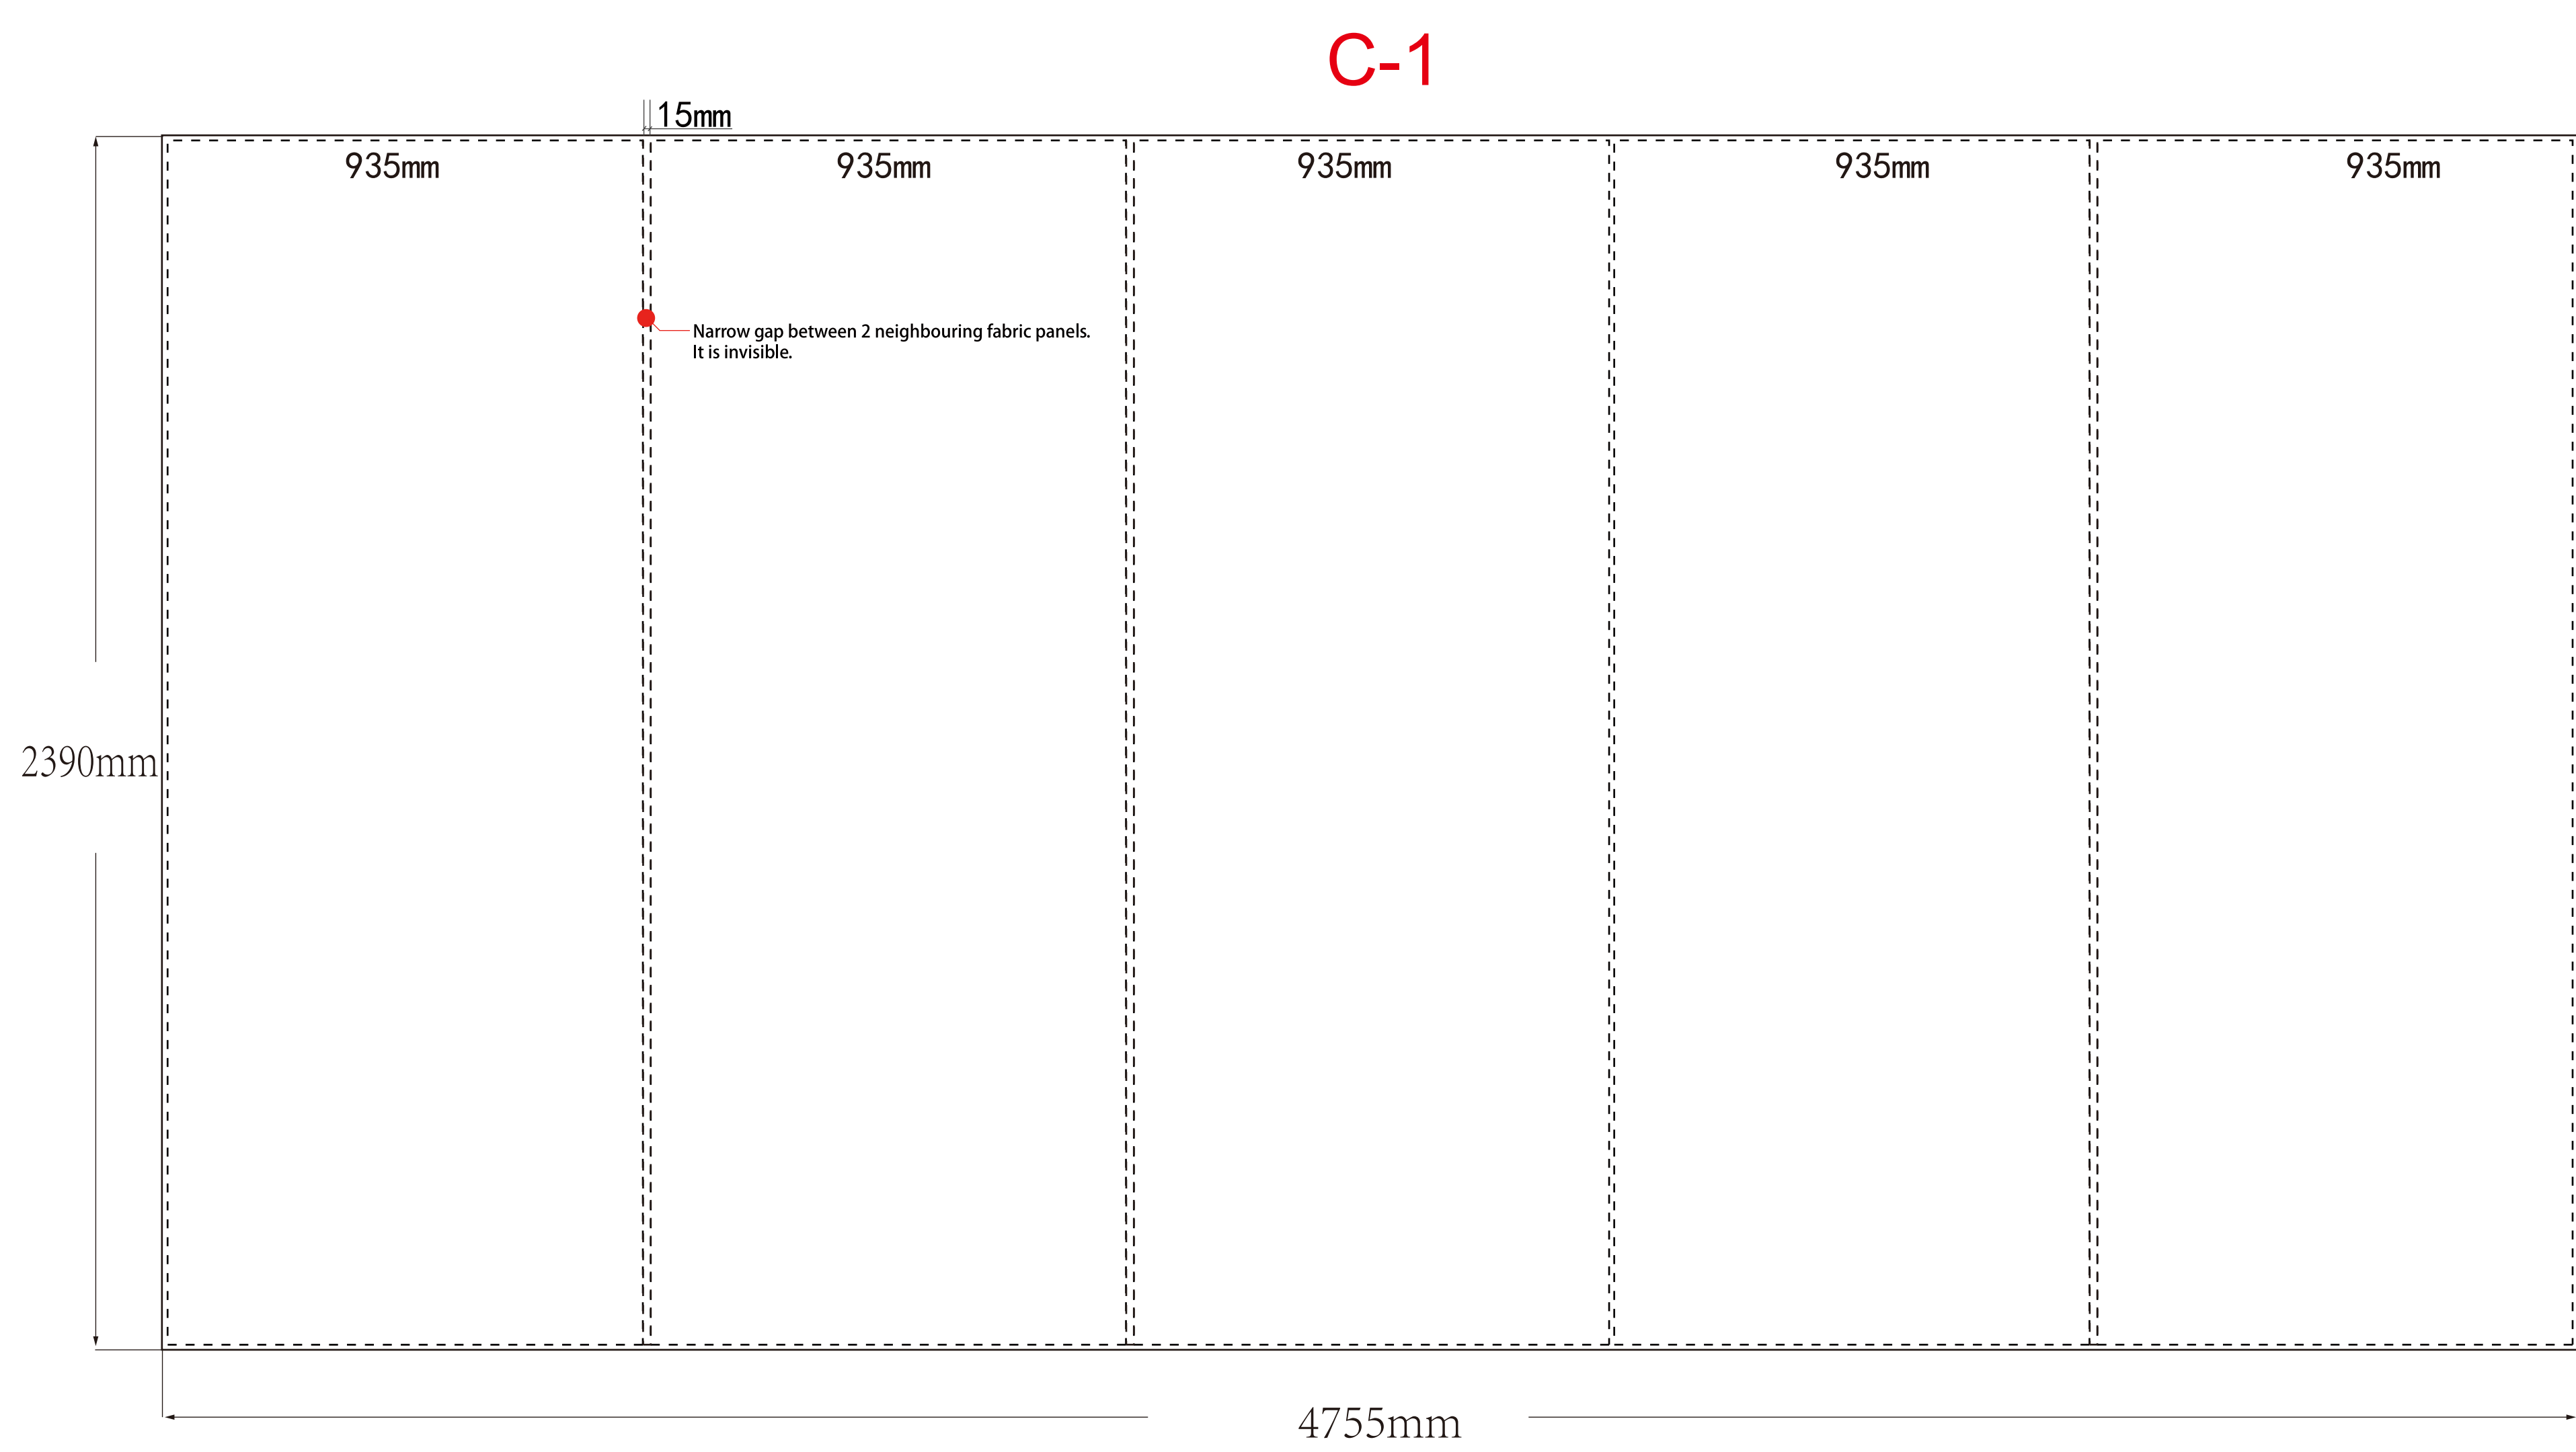 C-1
15mm
935mm
935mm
935mm
935mm
935mm
Narrow gap between 2 neighbouring fabric panels.
It is invisible.
2390mm
4755mm